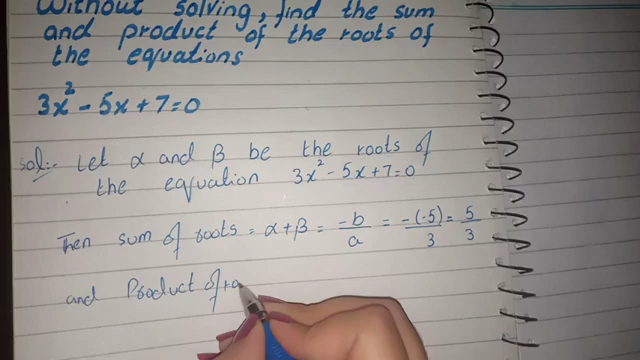 Without solving, find the sum
and product of the roots of
the equations
3x² - 5x + 7 = 0
Sol:- Let α and β be the roots of
the equation 3x² - 5x + 7 = 0
Then sum of roots = α + β = -b/a = -(-5)/3 = 5/3
and Product of ro